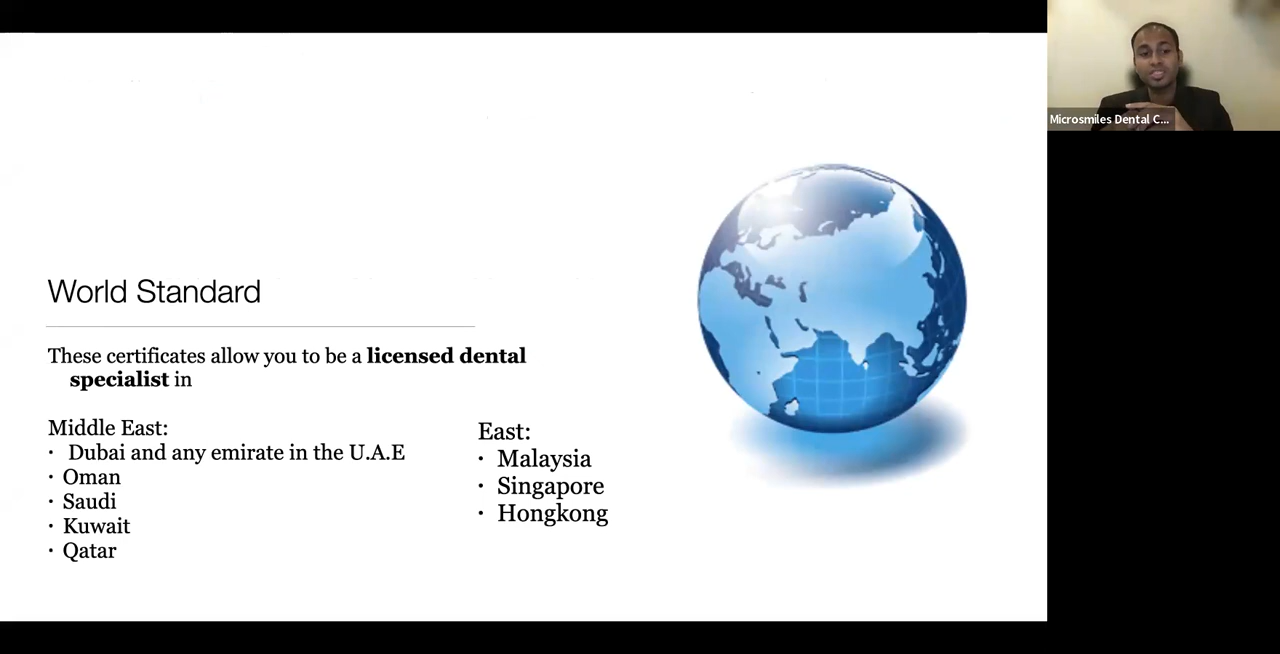 Microsmiles Dental C...
World Standard
These certificates allow you to be a licensed dental
specialist in
Middle East:
• Dubai and any emirate in the U.A.E
• Oman
• Saudi
• Kuwait
• Qatar
East:
• Malaysia
• Singapore
• Hongkong